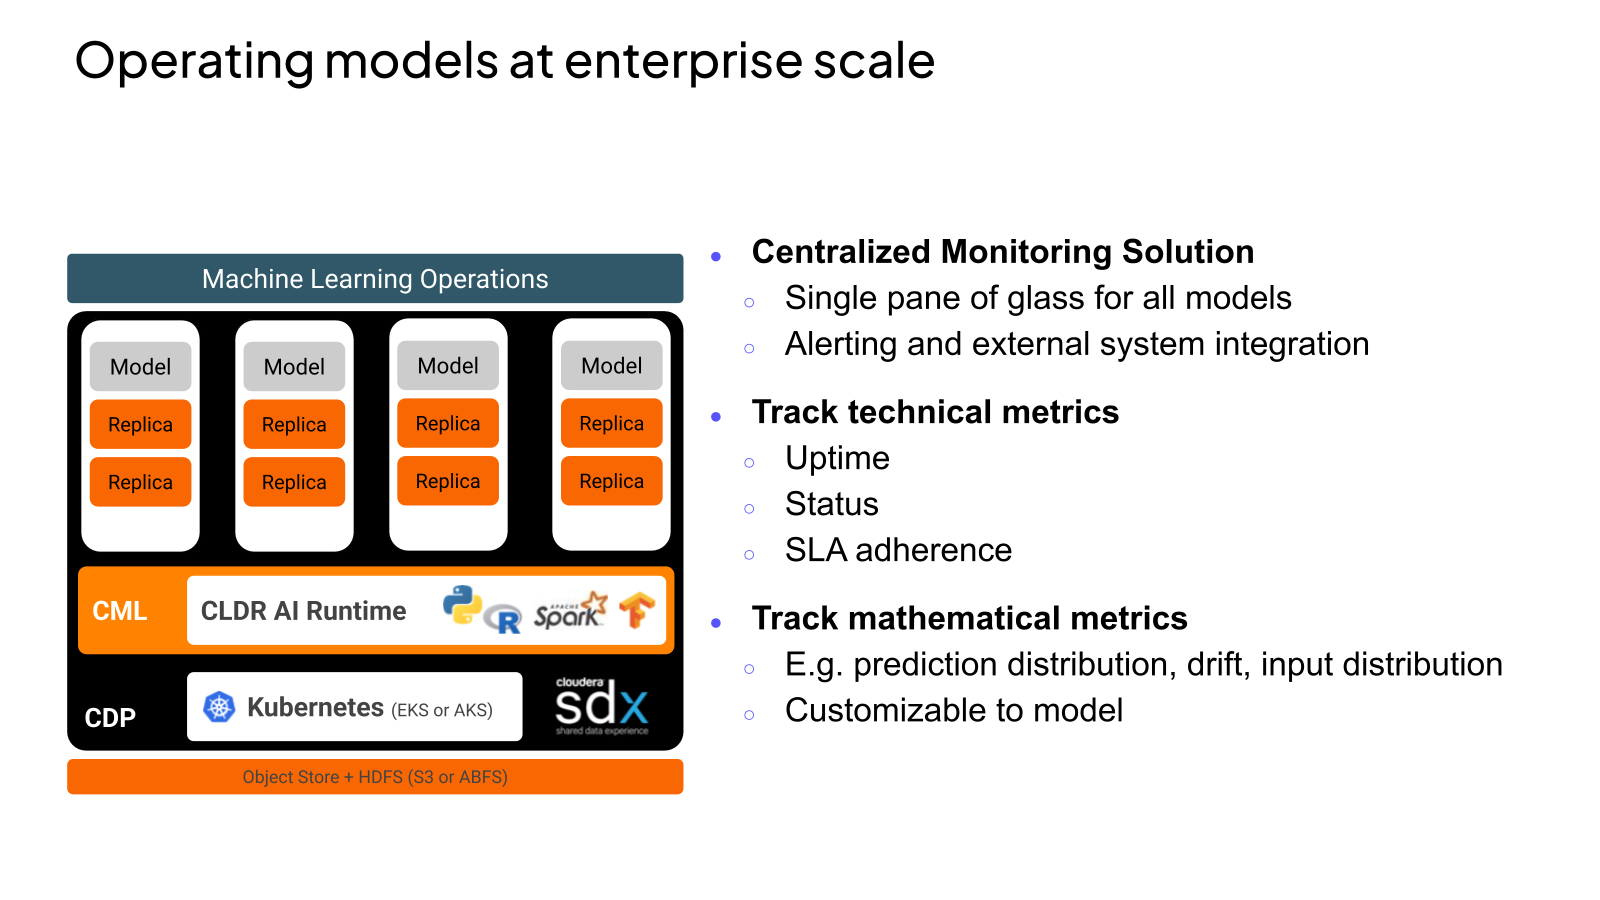 Operating models at enterprise scale
Machine Learning Operations
Model Model Model Model
Replica Replica Replica Replica
Replica Replica Replica Replica
CML CLDR AI Runtime R APACHE Spark
CDP Kubernetes (EKS or AKS) cloudera sdx shared data experience
Object Store + HDFS (S3 or ABFS)
Centralized Monitoring Solution
Single pane of glass for all models
Alerting and external system integration
Track technical metrics
Uptime
Status
SLA adherence
Track mathematical metrics
E.g. prediction distribution, drift, input distribution
Customizable to model